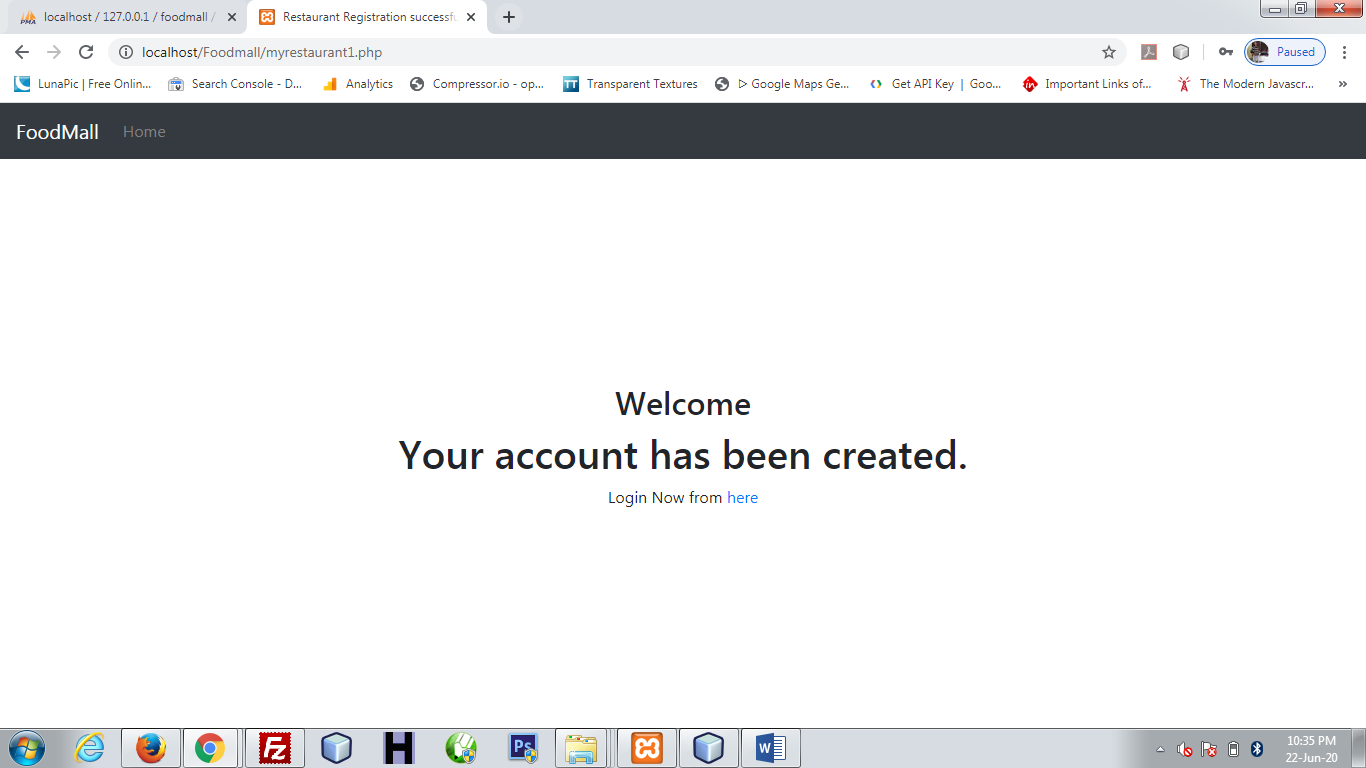 localhost / 127.0.0.1 / foodmall /
Restaurant Registration successfu
localhost/Foodmall/myrestaurant1.php
Paused
LunaPic | Free Onlin...
Search Console - D...
Analytics
Compressor.io - op...
Transparent Textures
ᐅ Google Maps Ge...
Get API Key | Goo...
Important Links of...
The Modern Javascr...
»
FoodMall Home
Welcome
Your account has been created.
Login Now from here
10:35 PM
22-Jun-20